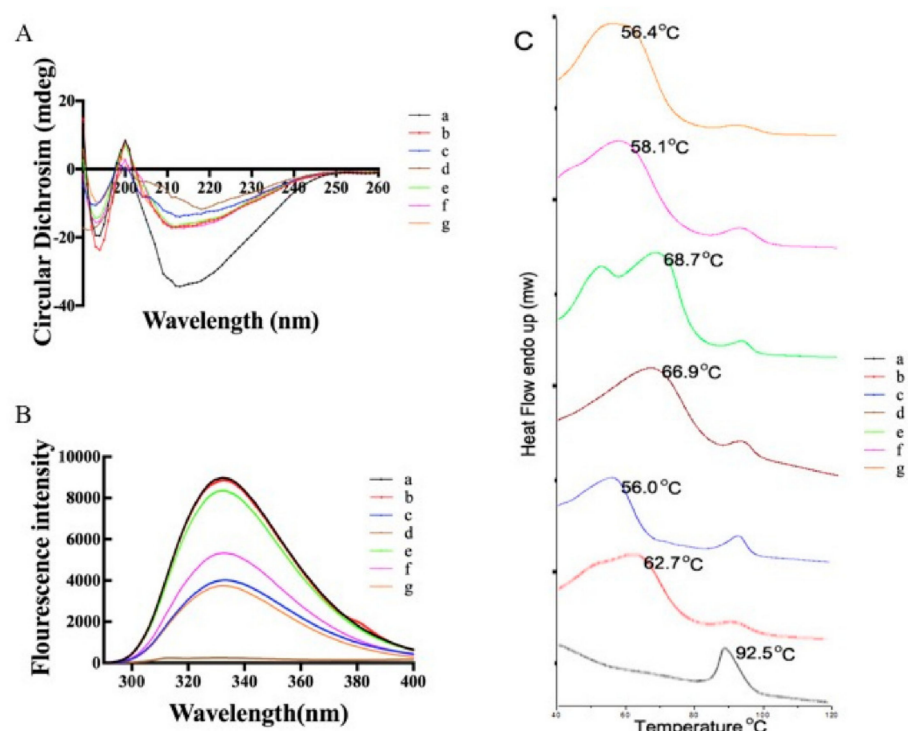 A
Circular Dichrosim (mdeg)
20
0
-20
-40
200
210
220
230
240
250
260
Wavelength (nm)
a
b
c
d
e
f
g
B
Flourescence intensity
10000
8000
6000
4000
2000
0
300
320
340
360
380
400
Wavelength(nm)
a
b
c
d
e
f
g
C
Heat Flow endo up (mw)
56.4°C
58.1°C
68.7°C
66.9°C
56.0°C
62.7°C
92.5°C
40
60
80
100
120
Temperature °C
a
b
c
d
e
f
g